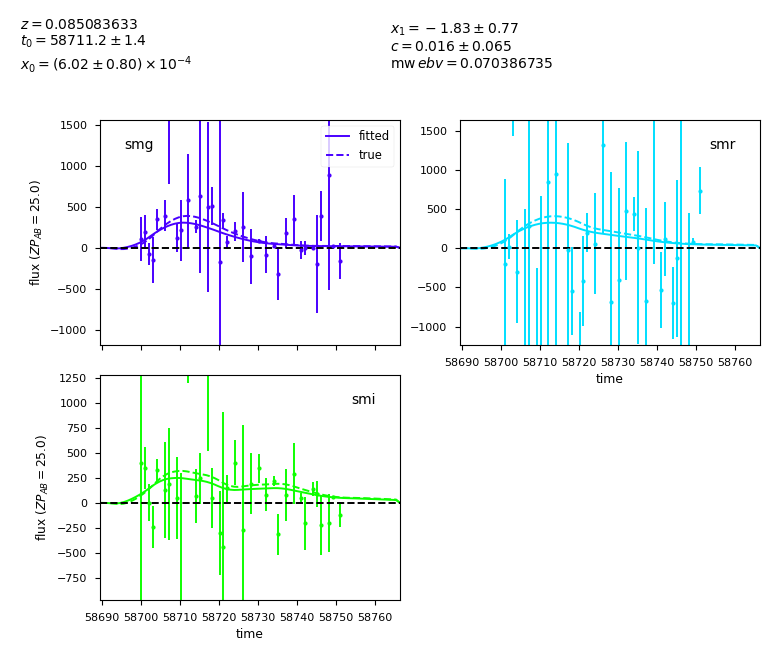 z = 0.085083633
t0 = 58711.2 ± 1.4
x0 = (6.02 ± 0.80) × 10^−4
x1 = −1.83 ± 0.77
c = 0.016 ± 0.065
mw ebv = 0.070386735
smg
fitted
true
1500
1000
500
0
−500
−1000
flux (ZP_AB = 25.0)
smr
1500
1000
500
0
−500
−1000
58690 58700 58710 58720 58730 58740 58750 58760
time
smi
1250
1000
750
500
250
0
−250
−500
−750
flux (ZP_AB = 25.0)
58690 58700 58710 58720 58730 58740 58750 58760
time